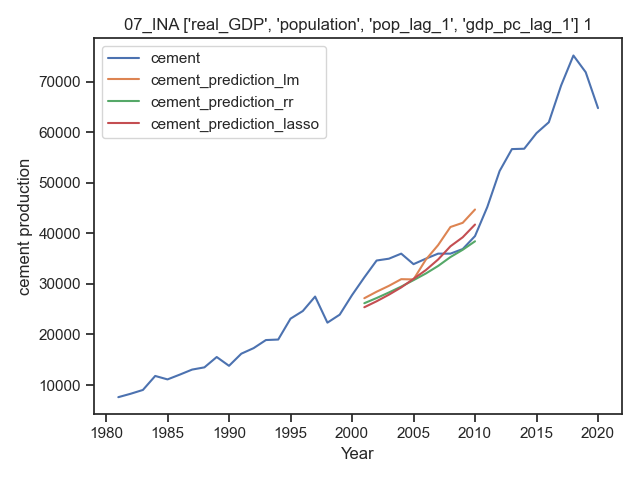 07_INA ['real_GDP', 'population', 'pop_lag_1', 'gdp_pc_lag_1'] 1
cement
cement_prediction_lm
cement_prediction_rr
cement_prediction_lasso
cement production
70000
60000
50000
40000
30000
20000
10000
1980 1985 1990 1995 2000 2005 2010 2015 2020
Year